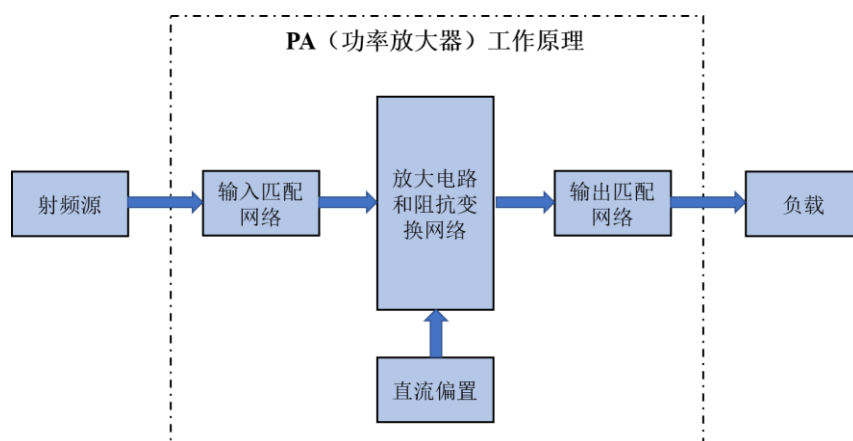 PA（功率放大器）工作原理
射频源
输入匹配
网络
放大电路
和阻抗变
换网络
输出匹配
网络
负载
直流偏置